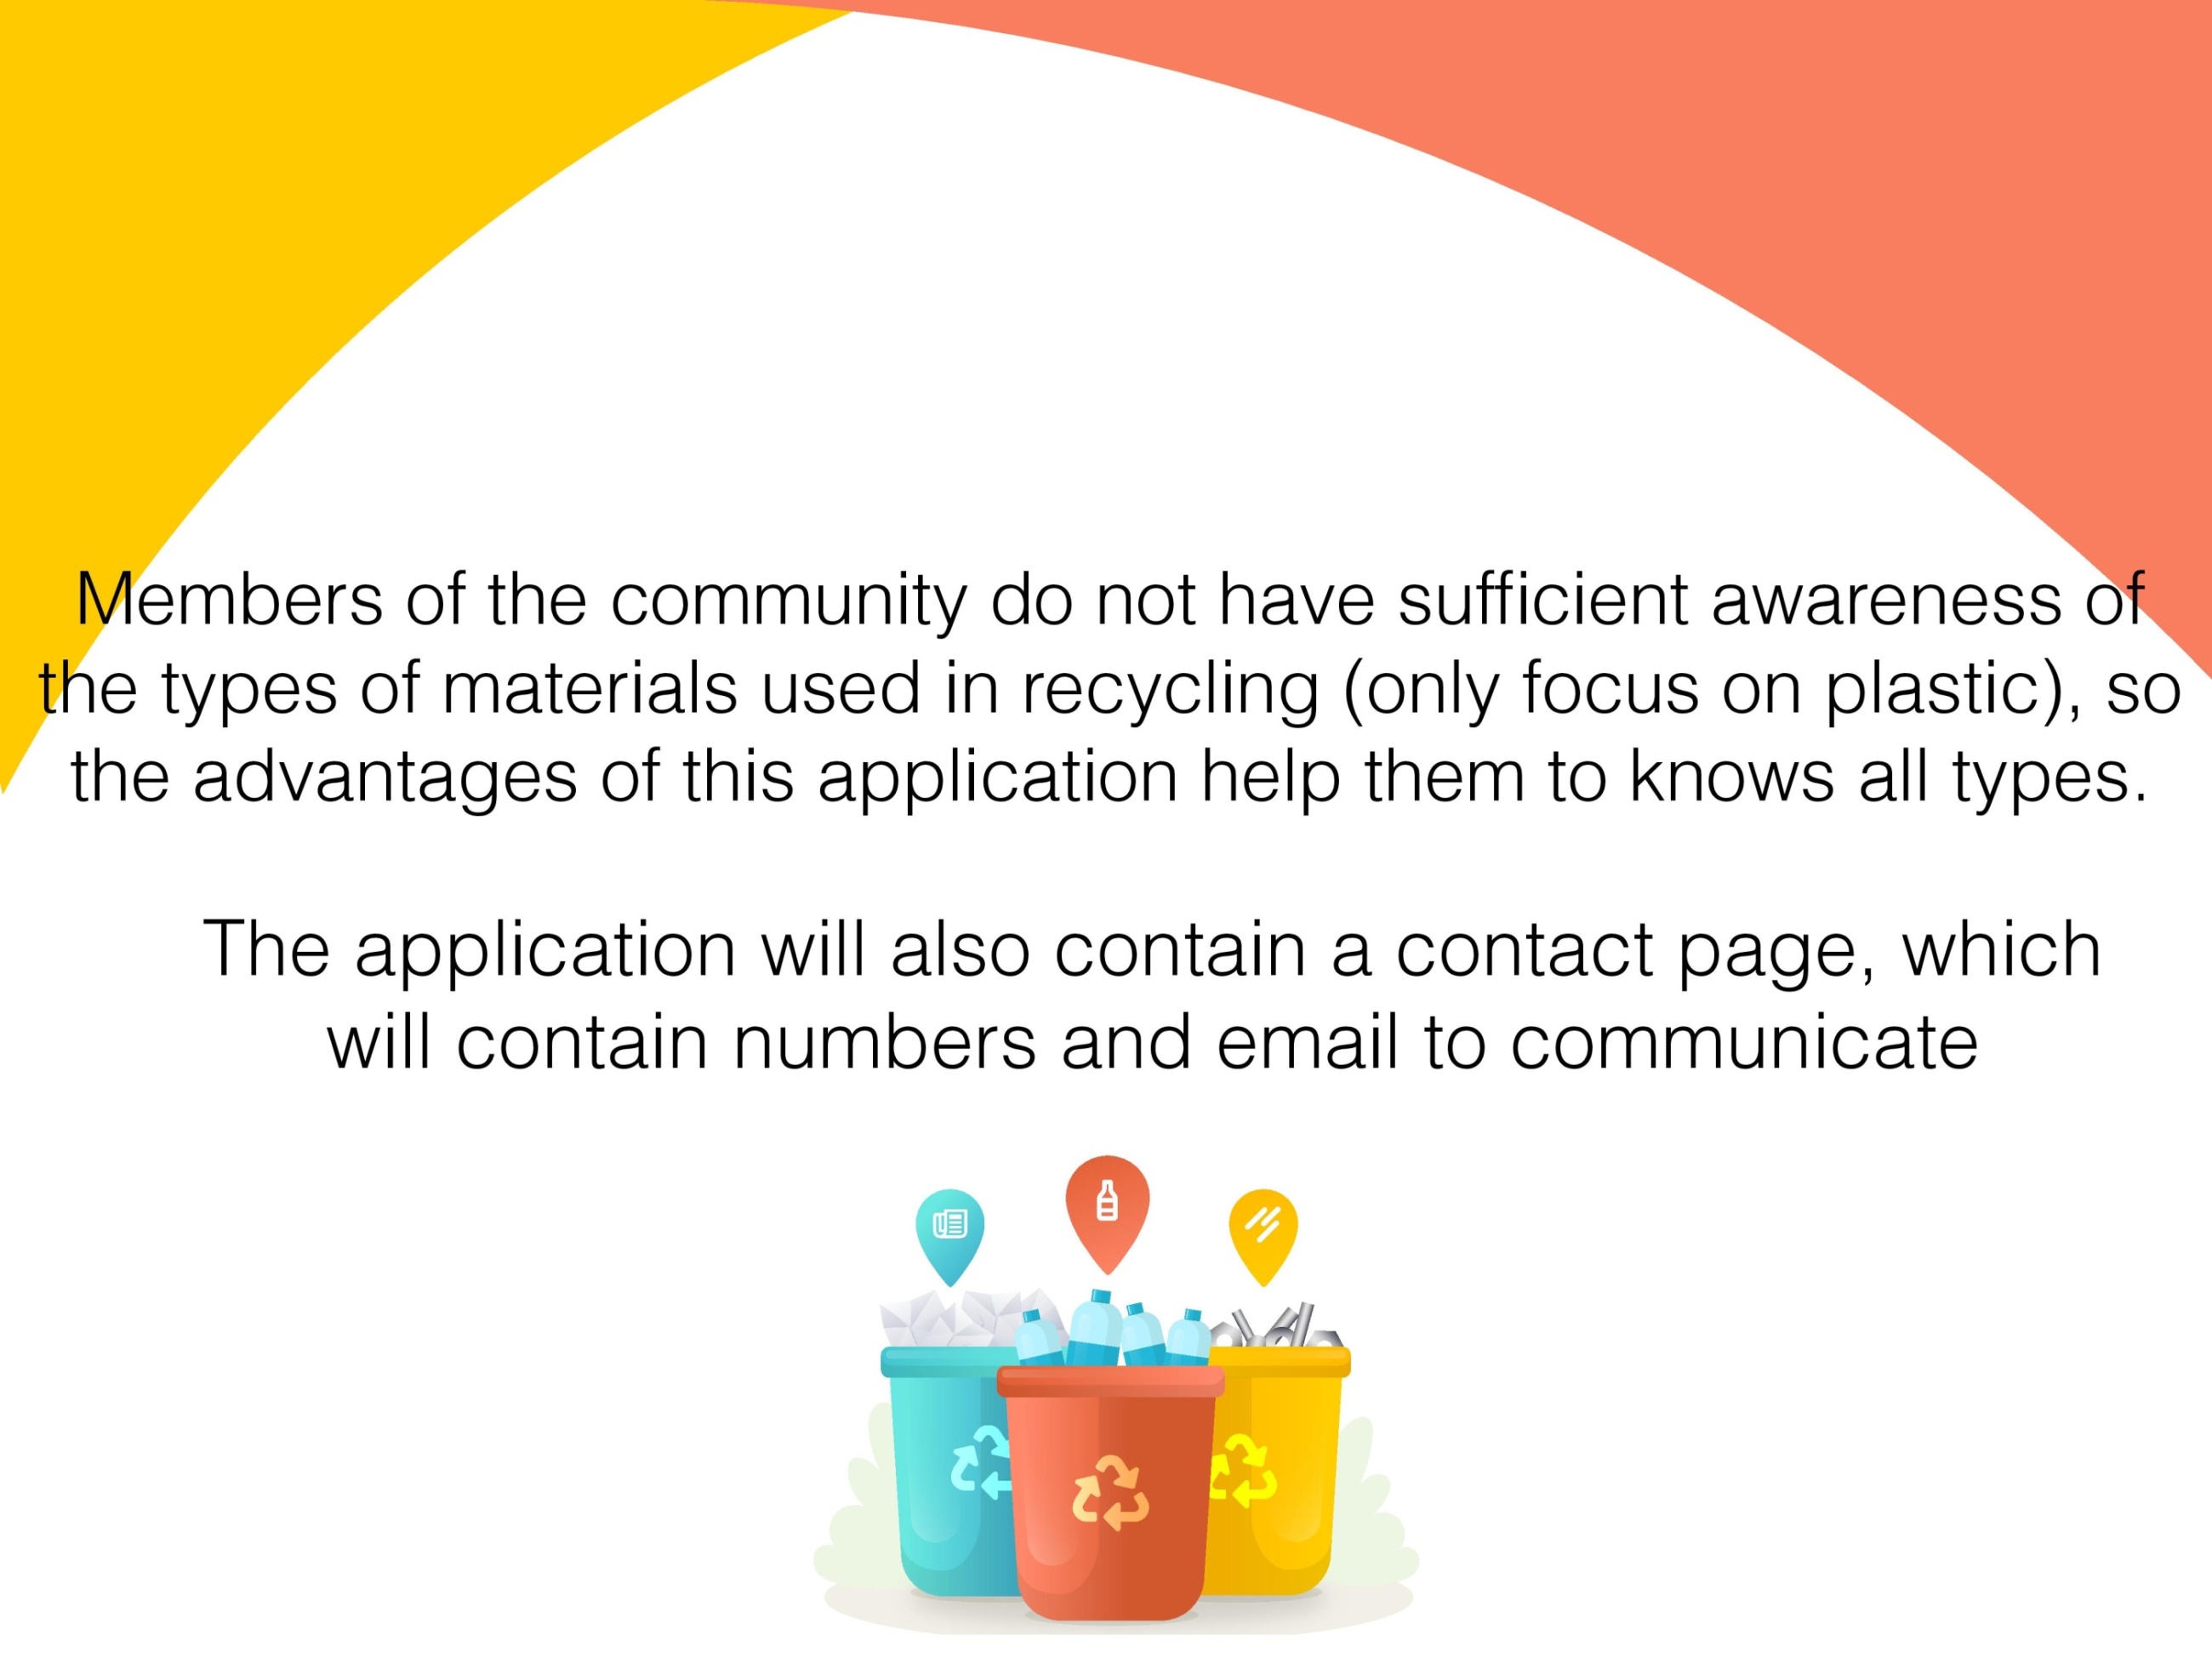 Members of the community do not have sufficient awareness of
the types of materials used in recycling (only focus on plastic), so
the advantages of this application help them to knows all types.
The application will also contain a contact page, which
will contain numbers and email to communicate